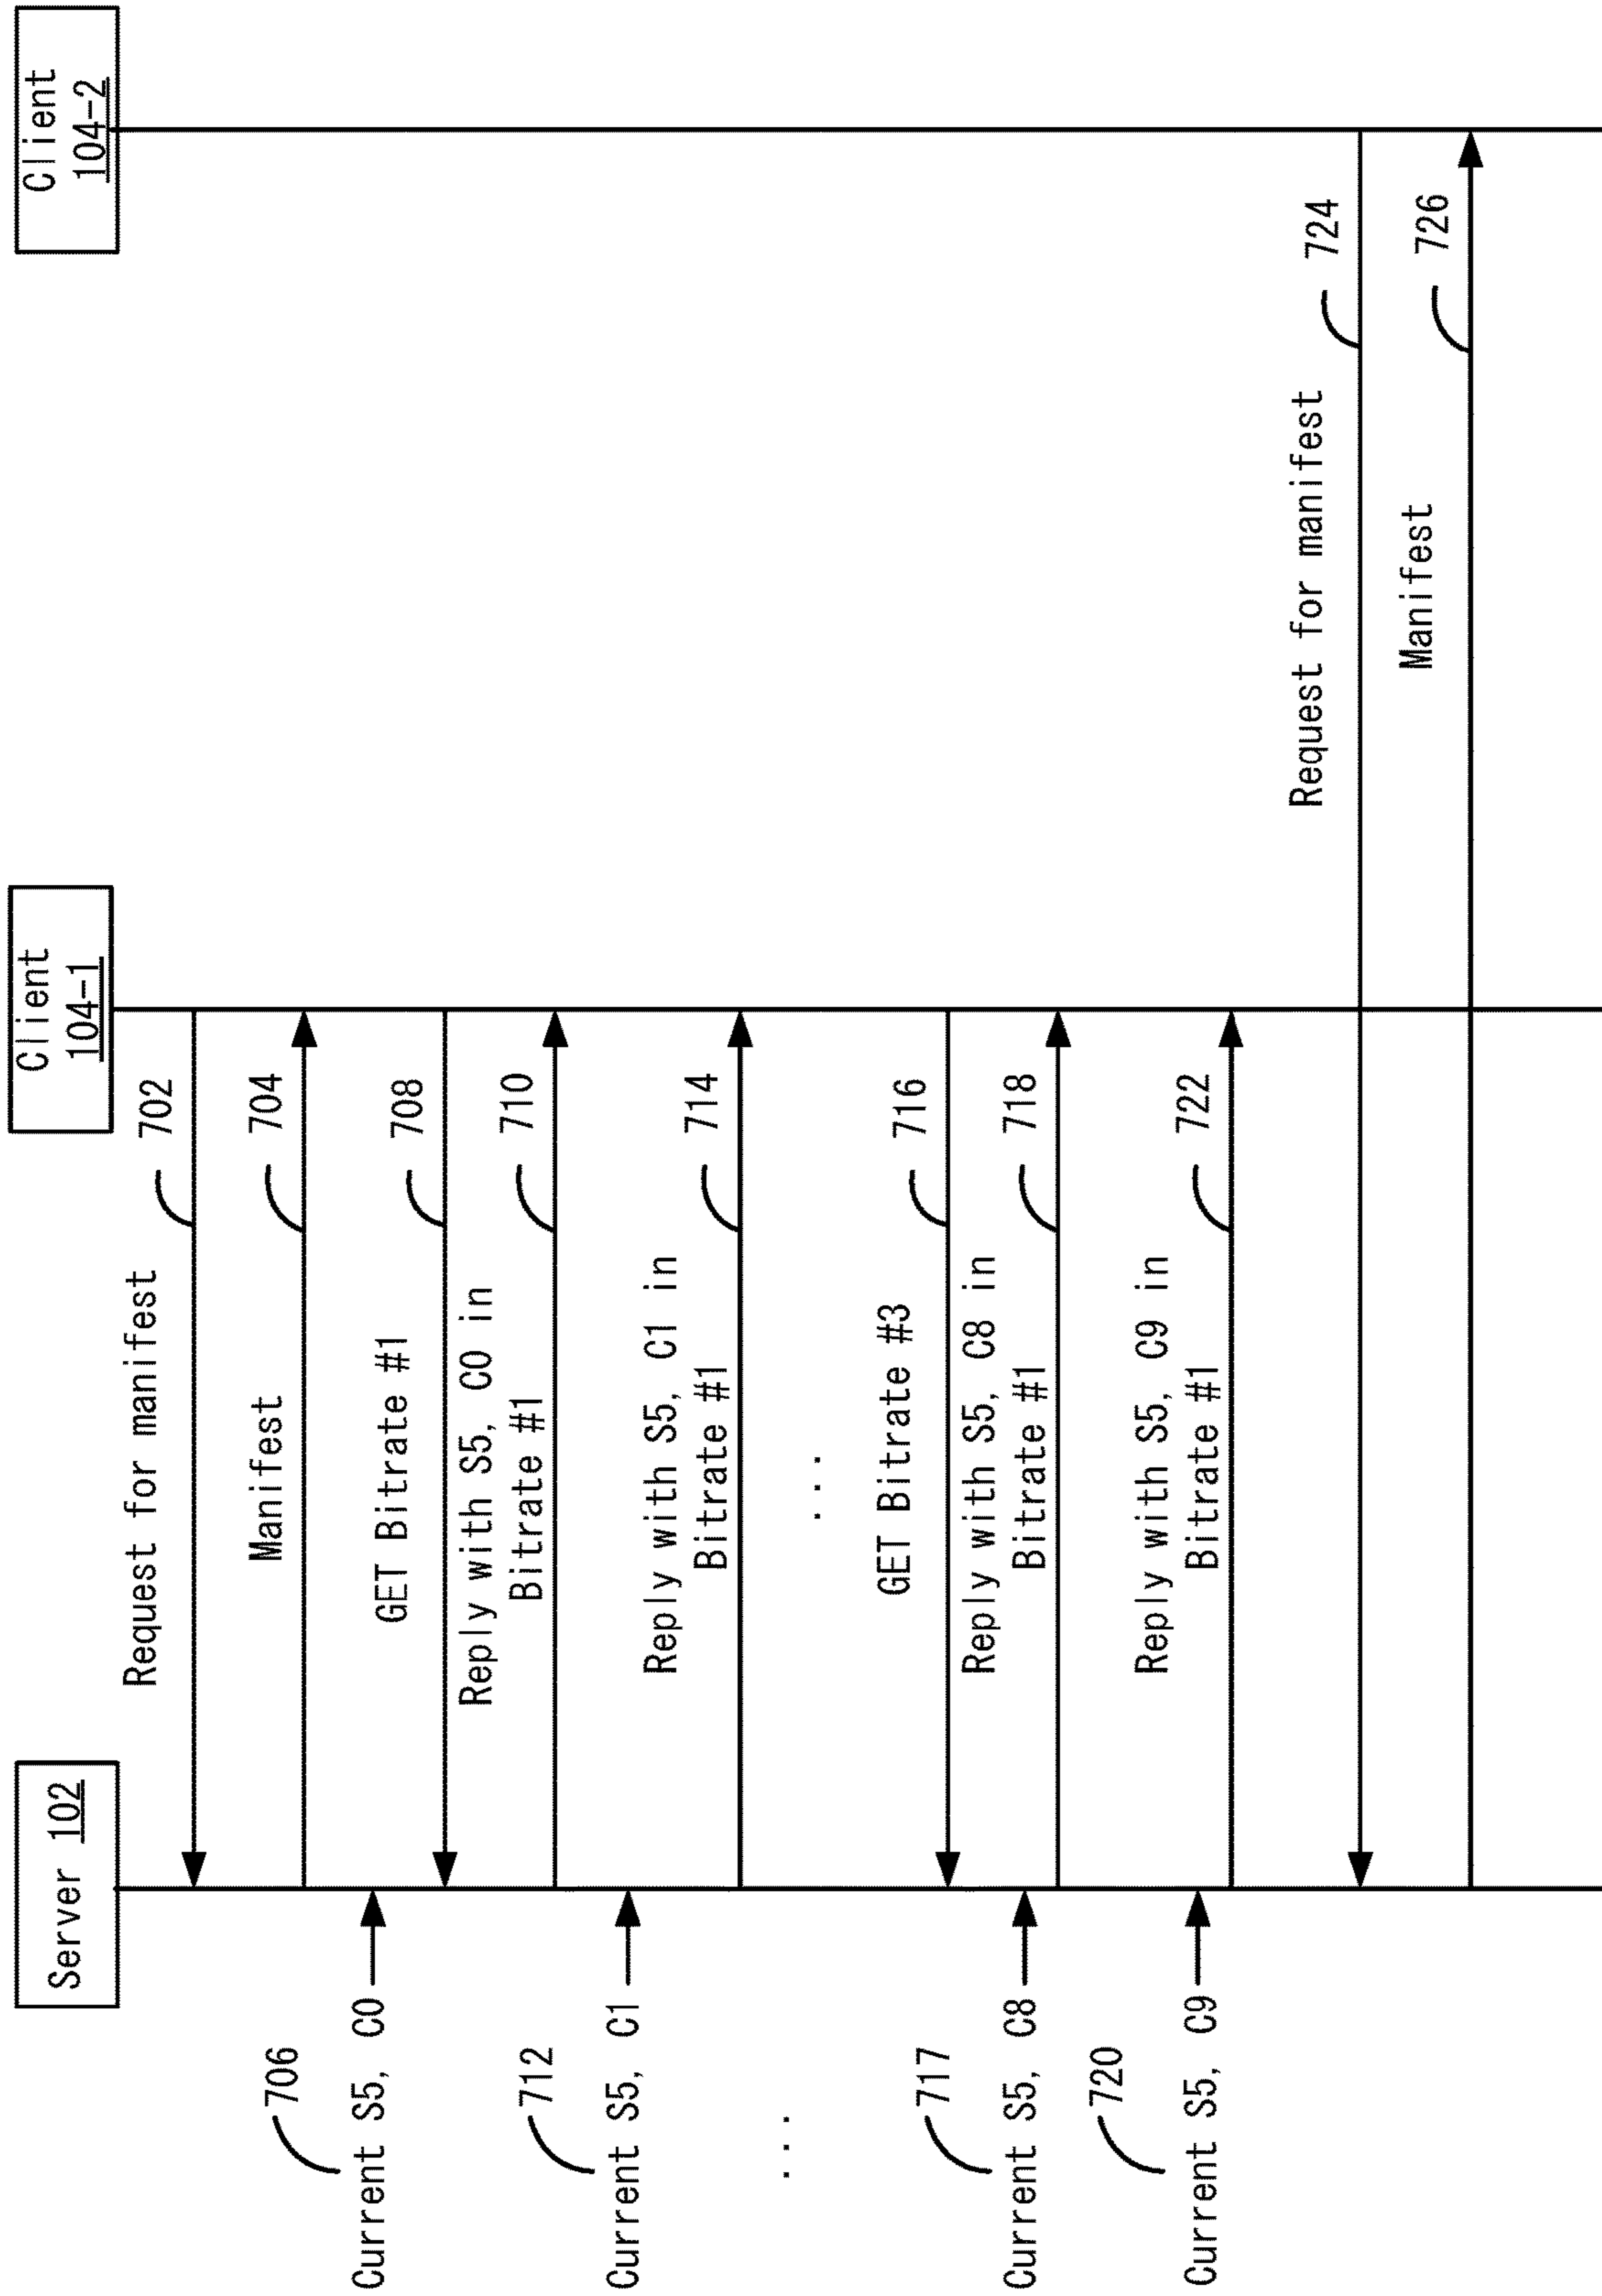 Server 102
Client
104-1
Client
104-2
Request for manifest
702
Manifest
704
706
Current S5, C0
GET Bitrate #1
708
Reply with S5, C0 in
Bitrate #1
710
712
Current S5, C1
Reply with S5, C1 in
Bitrate #1
714
...
...
GET Bitrate #3
716
717
Current S5, C8
Reply with S5, C8 in
Bitrate #1
718
720
Current S5, C9
Reply with S5, C9 in
Bitrate #1
722
Request for manifest
724
Manifest
726